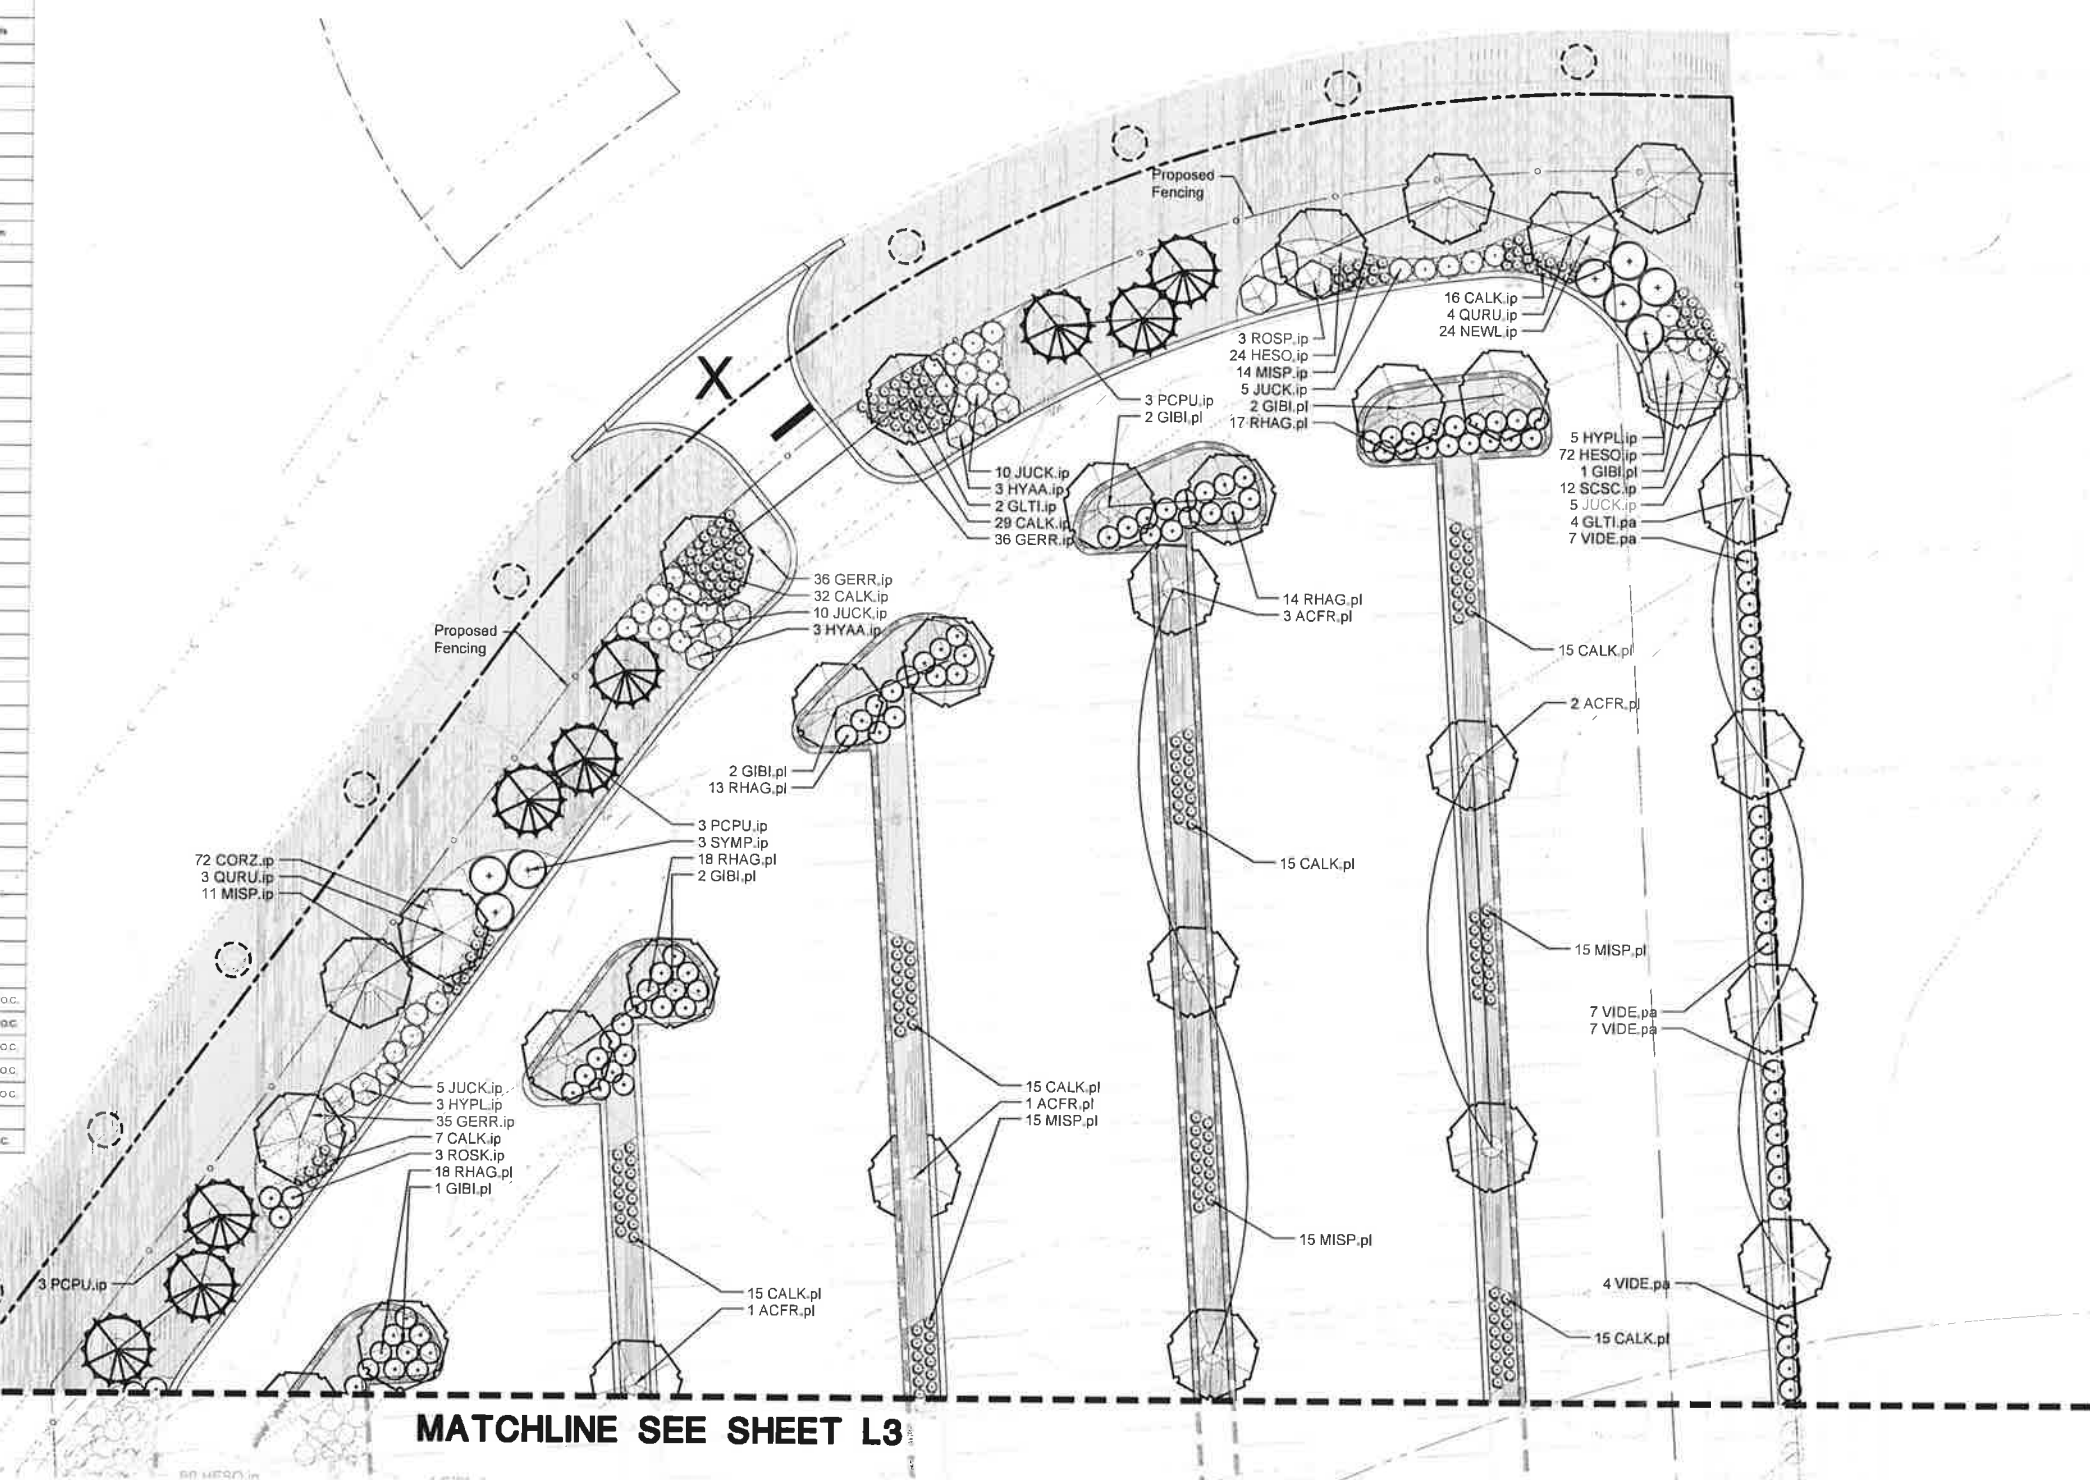 Proposed
Fencing
X
16 CALK.ip
4 QURU.ip
24 NEWL.ip
3 ROSP.ip
24 HESO.ip
14 MISP.ip
5 JUCK.ip
2 GIBI.pl
17 RHAG.pl
3 PCPU.ip
2 GIBI.pl
5 HYPL.ip
72 HESO.ip
1 GIBI.pl
12 SCSC.ip
5 JUCK.ip
4 GLTI.pa
7 VIDE.pa
10 JUCK.ip
3 HYAA.ip
2 GLTI.ip
29 CALK.ip
36 GERR.ip
36 GERR.ip
32 CALK.ip
10 JUCK.ip
3 HYAA.ip
14 RHAG.pl
3 ACFR.pl
Proposed
Fencing
15 CALK.pl
2 ACFR.pl
2 GIBI.pl
13 RHAG.pl
3 PCPU.ip
3 SYMP.ip
18 RHAG.pl
2 GIBI.pl
72 CORZ.ip
3 QURU.ip
11 MISP.ip
15 CALK.pl
15 MISP.pl
7 VIDE.pa
7 VIDE.pa
O.C.
O.C.
O.C.
O.C.
O.C.
5 JUCK.ip
3 HYPL.ip
35 GERR.ip
7 CALK.ip
3 ROSK.ip
18 RHAG.pl
1 GIBI.pl
15 CALK.pl
1 ACFR.pl
15 MISP.pl
15 MISP.pl
3 PCPU.ip
15 CALK.pl
1 ACFR.pl
4 VIDE.pa
15 CALK.pl
MATCHLINE SEE SHEET L3